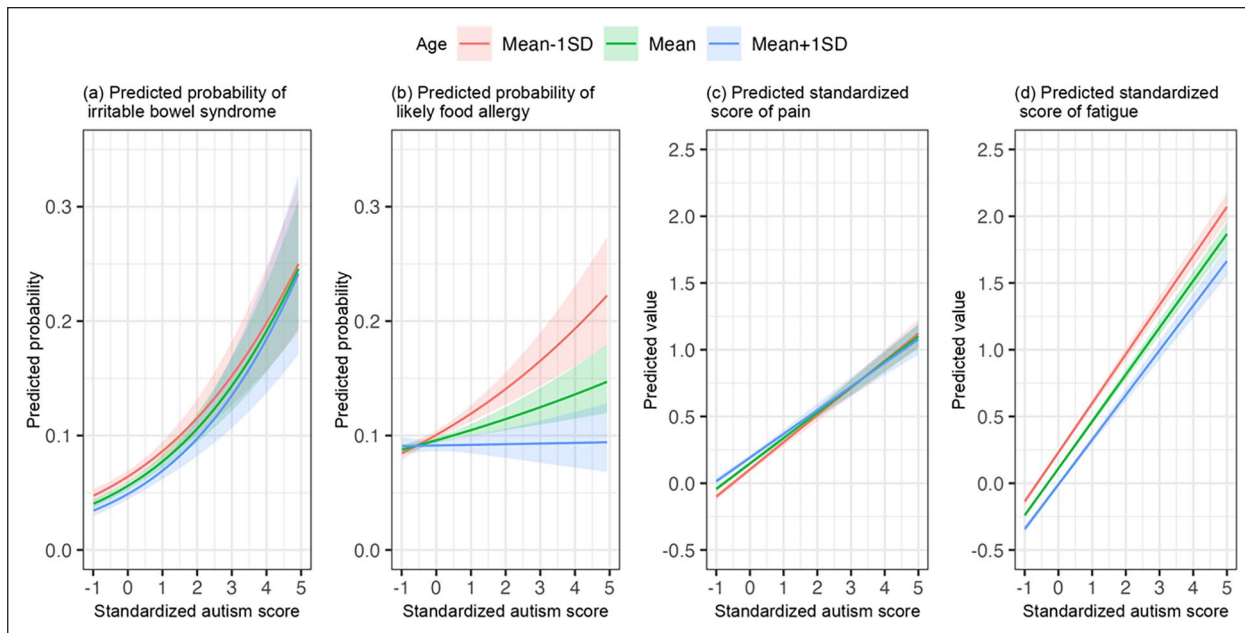 Age Mean-1SD Mean Mean+1SD
(a) Predicted probability of
irritable bowel syndrome
Predicted probability
0.3
0.2
0.1
0.0
-1 0 1 2 3 4 5
Standardized autism score
(b) Predicted probability of
likely food allergy
Predicted probability
0.3
0.2
0.1
0.0
-1 0 1 2 3 4 5
Standardized autism score
(c) Predicted standardized
score of pain
Predicted value
2.5
2.0
1.5
1.0
0.5
0.0
-0.5
-1 0 1 2 3 4 5
Standardized autism score
(d) Predicted standardized
score of fatigue
Predicted value
2.5
2.0
1.5
1.0
0.5
0.0
-0.5
-1 0 1 2 3 4 5
Standardized autism score